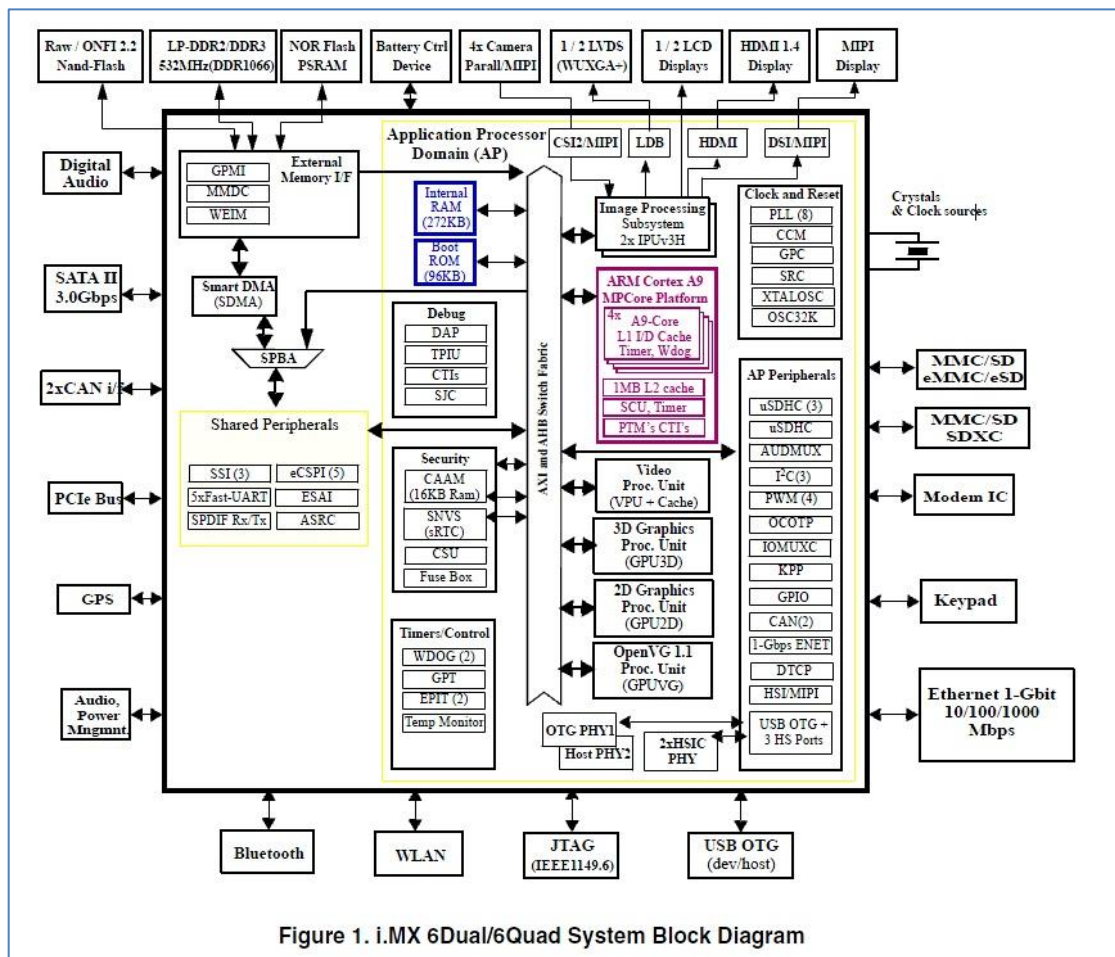 Raw / ONFI 2.2
Nand-Flash
LP-DDR2/DDR3
532MHz(DDR1066)
NOR Flash
PSRAM
Battery Ctrl
Device
4x Camera
Parall/MIPI
1 / 2 LVDS
(WUXGA+)
1 / 2 LCD
Displays
HDMI 1.4
Display
MIPI
Display
Digital
Audio
SATA II
3.0Gbps
2xCAN i/f
PCIe Bus
GPS
Audio,
Power
Mngmnt.
External
Memory I/F
GPMI
MMDC
WEIM
Smart DMA
(SDMA)
SPBA
Shared Peripherals
SSI (3)
eCSPI (5)
5xFast-UART
ESAI
SPDIF Rx/Tx
ASRC
Application Processor
Domain (AP)
Internal
RAM
(272KB)
Boot
ROM
(96KB)
Debug
DAP
TPIU
CTIs
SJC
Security
CAAM
(16KB Ram)
SNVS
(sRTC)
CSU
Fuse Box
Timers/Control
WDOG (2)
GPT
EPIT (2)
Temp Monitor
AXI and AHB Switch Fabric
CSI2/MIPI
LDB
HDMI
DSI/MIPI
Image Processing
Subsystem
2x IPUv3H
ARM Cortex A9
MPCore Platform
4x
A9-Core
L1 I/D Cache
Timer, Wdog
1MB L2 cache
SCU, Timer
PTM's CTI's
Video
Proc. Unit
(VPU + Cache)
3D Graphics
Proc. Unit
(GPU3D)
2D Graphics
Proc. Unit
(GPU2D)
OpenVG 1.1
Proc. Unit
(GPUVG)
OTG PHY1
Host PHY2
2xHSIC
PHY
Clock and Reset
PLL (8)
CCM
GPC
SRC
XTALOSC
OSC32K
AP Peripherals
uSDHC (3)
uSDHC
AUDMUX
I²C(3)
PWM (4)
OCOTP
IOMUXC
KPP
GPIO
CAN(2)
1-Gbps ENET
DTCP
HSI/MIPI
USB OTG +
3 HS Ports
Crystals
& Clock sources
MMC/SD
eMMC/eSD
MMC/SD
SDXC
Modem IC
Keypad
Ethernet 1-Gbit
10/100/1000
Mbps
Bluetooth
WLAN
JTAG
(IEEE1149.6)
USB OTG
(dev/host)
Figure 1. i.MX 6Dual/6Quad System Block Diagram